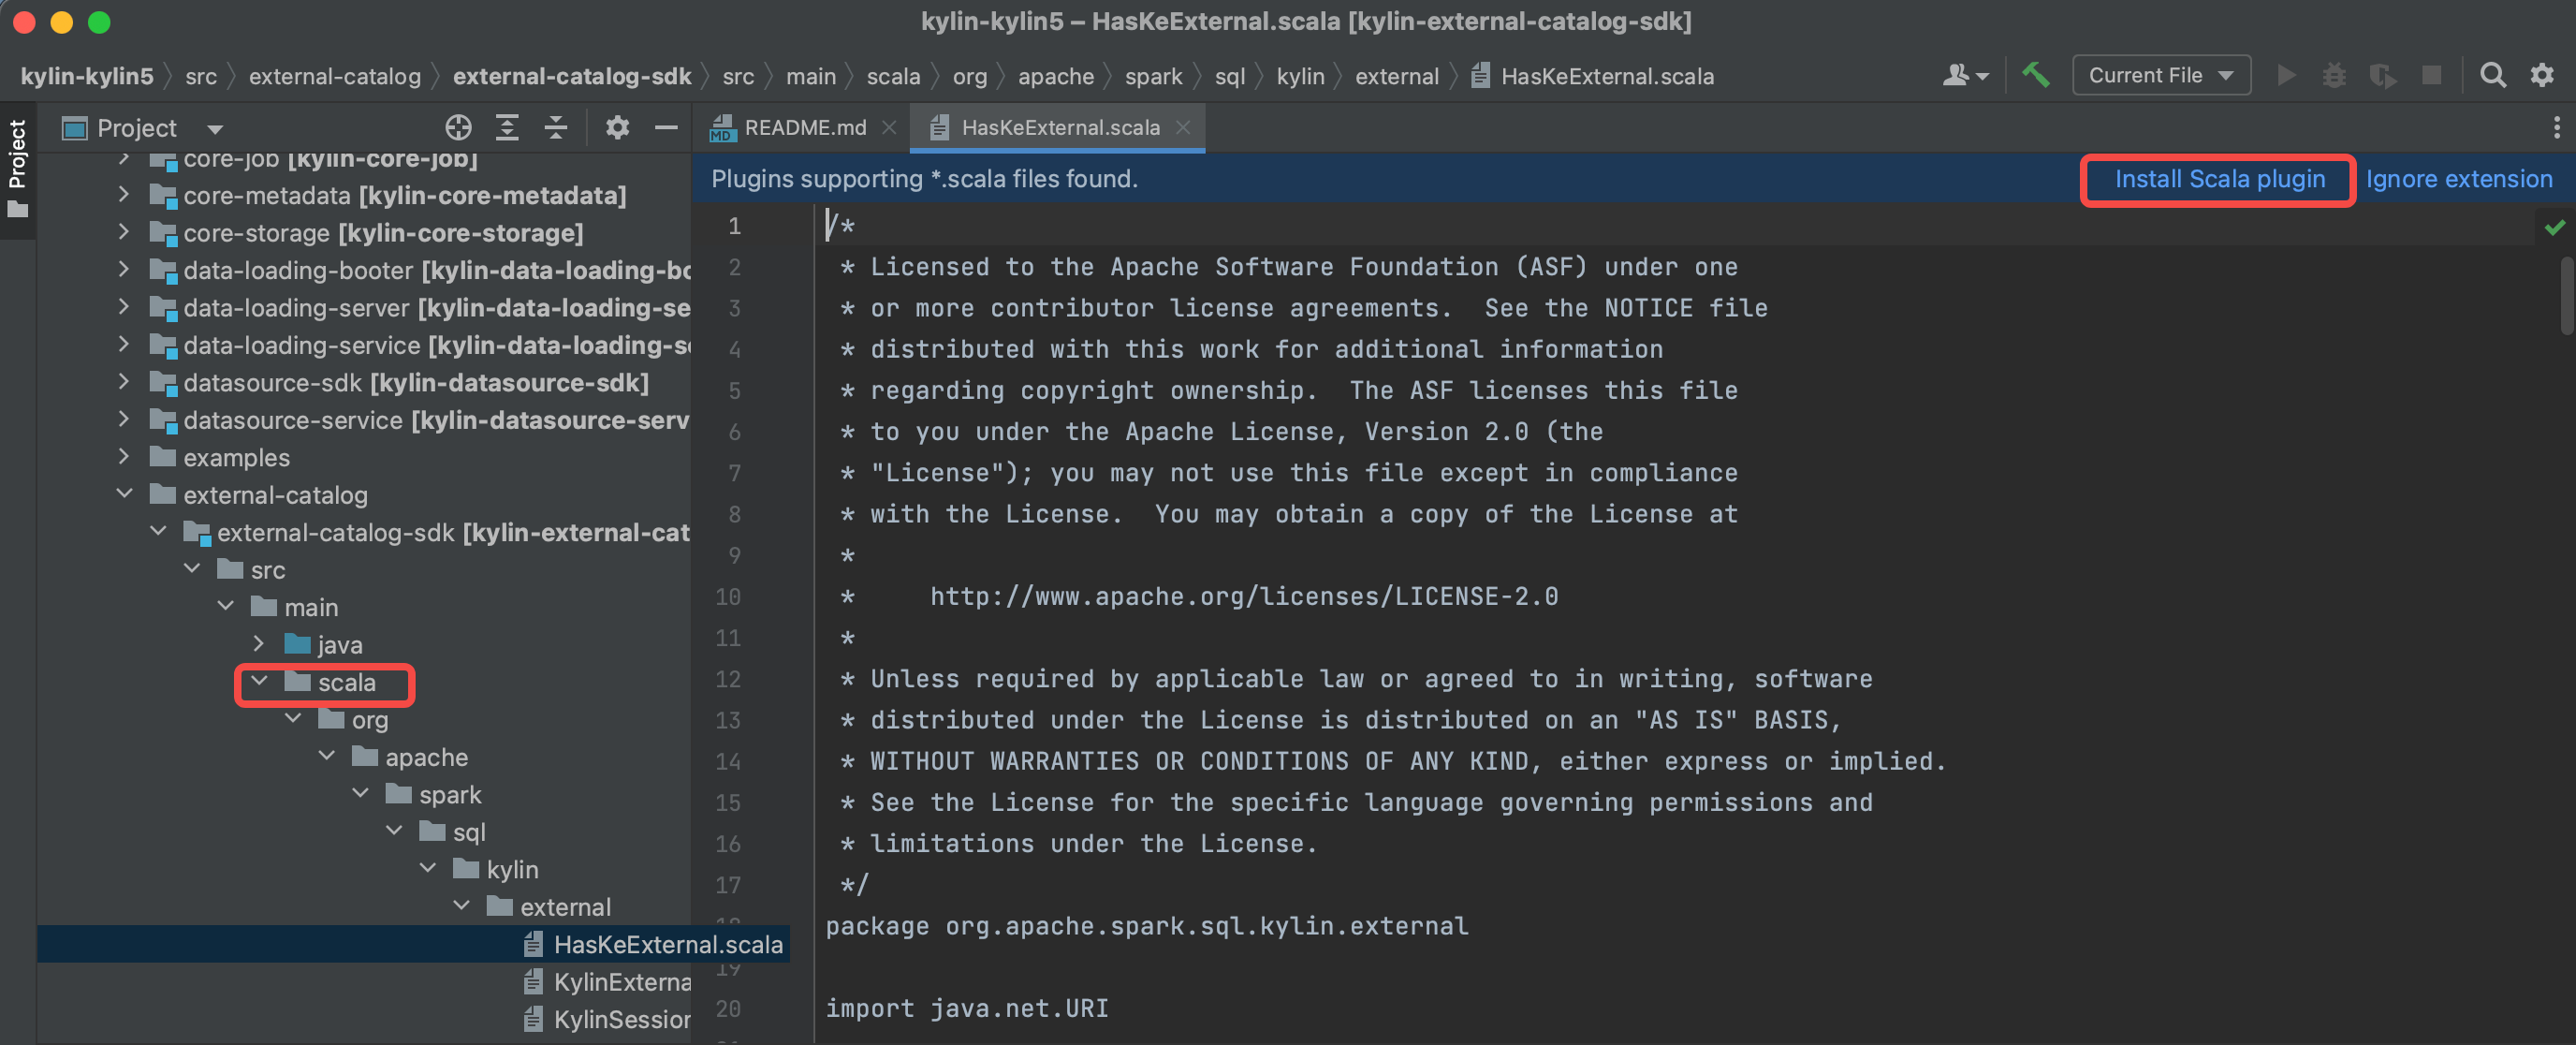 kylin-kylin5 – HasKeExternal.scala [kylin-external-catalog-sdk]
kylin-kylin5 src external-catalog external-catalog-sdk src main scala org apache spark sql kylin external HasKeExternal.scala Current File
Project
Project
core-job [kylin-core-job]
core-metadata [kylin-core-metadata]
core-storage [kylin-core-storage]
data-loading-booter [kylin-data-loading-bo
data-loading-server [kylin-data-loading-se
data-loading-service [kylin-data-loading-s
datasource-sdk [kylin-datasource-sdk]
datasource-service [kylin-datasource-serv
examples
external-catalog
external-catalog-sdk [kylin-external-cat
src
main
java
scala
org
apache
spark
sql
kylin
external
HasKeExternal.scala
KylinExterna
KylinSession
MD README.md HasKeExternal.scala
Plugins supporting *.scala files found. Install Scala plugin Ignore extension
1 /*
2 * Licensed to the Apache Software Foundation (ASF) under one
3 * or more contributor license agreements.  See the NOTICE file
4 * distributed with this work for additional information
5 * regarding copyright ownership.  The ASF licenses this file
6 * to you under the Apache License, Version 2.0 (the
7 * "License"); you may not use this file except in compliance
8 * with the License.  You may obtain a copy of the License at
9 *
10 *     http://www.apache.org/licenses/LICENSE-2.0
11 *
12 * Unless required by applicable law or agreed to in writing, software
13 * distributed under the License is distributed on an "AS IS" BASIS,
14 * WITHOUT WARRANTIES OR CONDITIONS OF ANY KIND, either express or implied.
15 * See the License for the specific language governing permissions and
16 * limitations under the License.
17 */
18 package org.apache.spark.sql.kylin.external
19
20 import java.net.URI